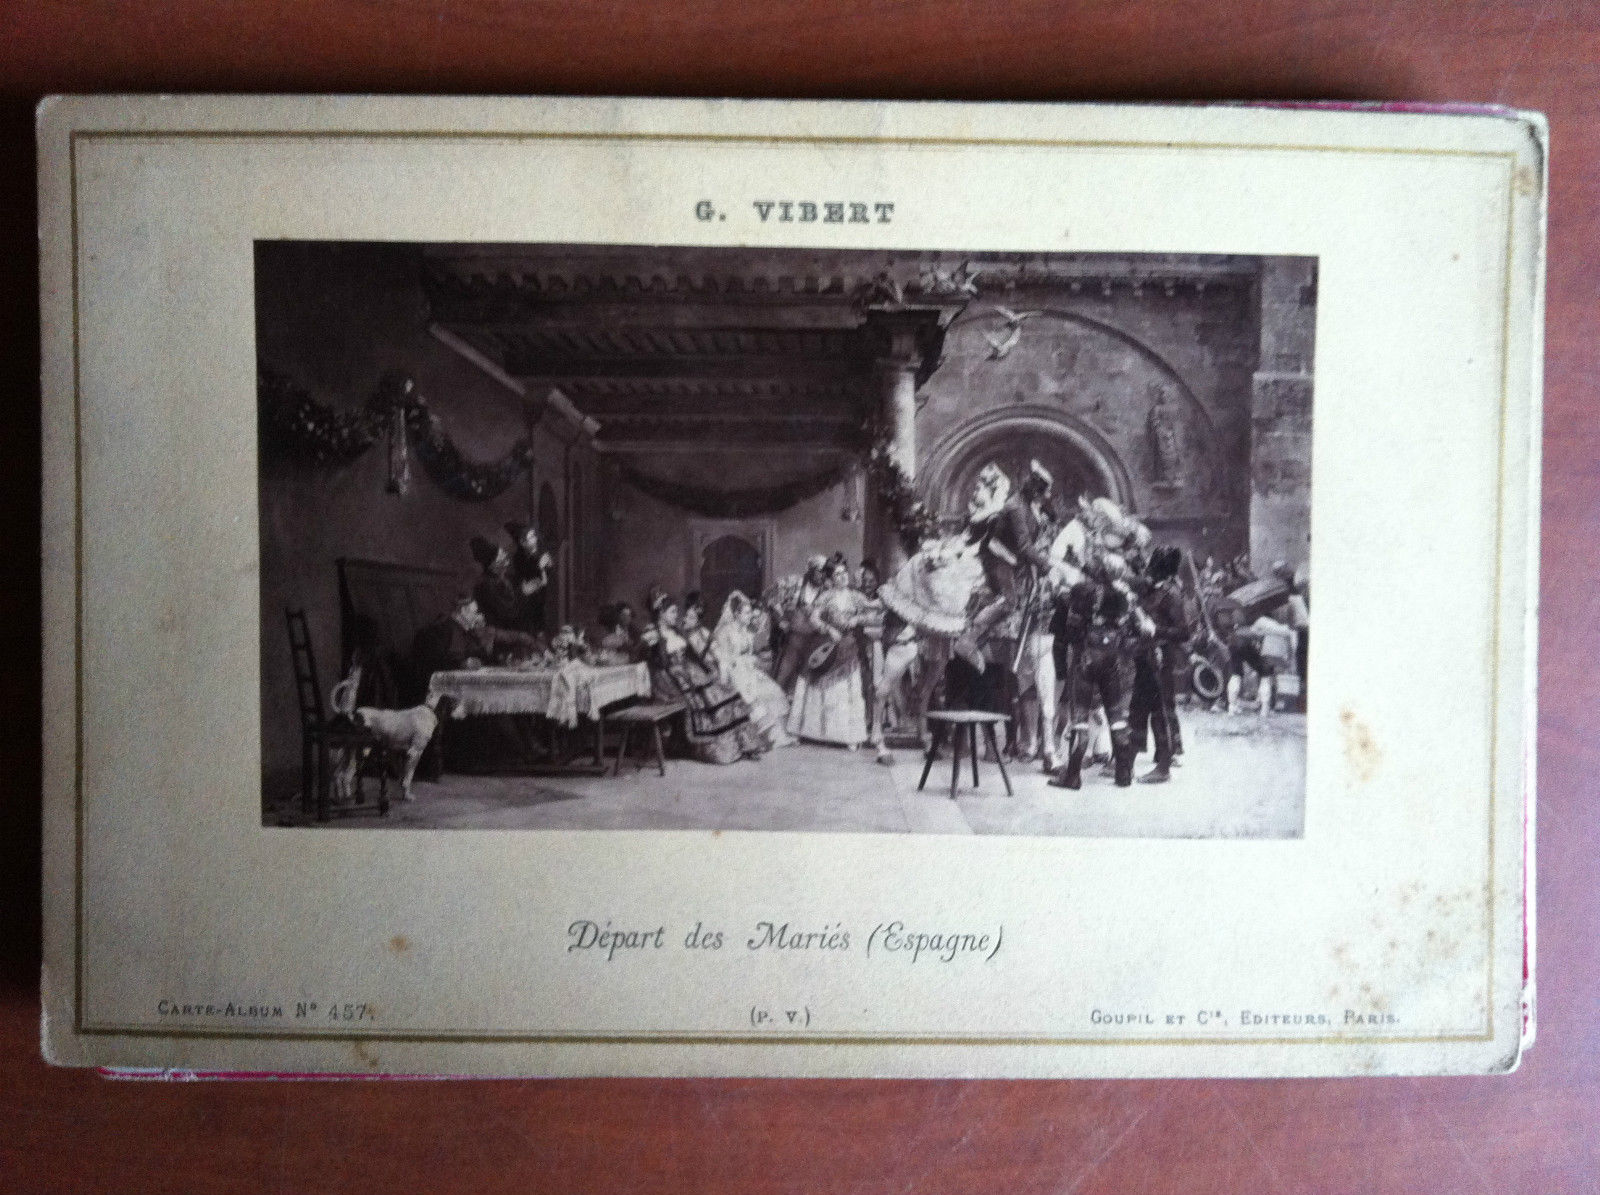 G. VIBERT
Départ des Mariés (Espagne)
CARTE-ALBUM Nº 457.
(P. V.)
GOUPIL ET Cie, EDITEURS, PARIS.